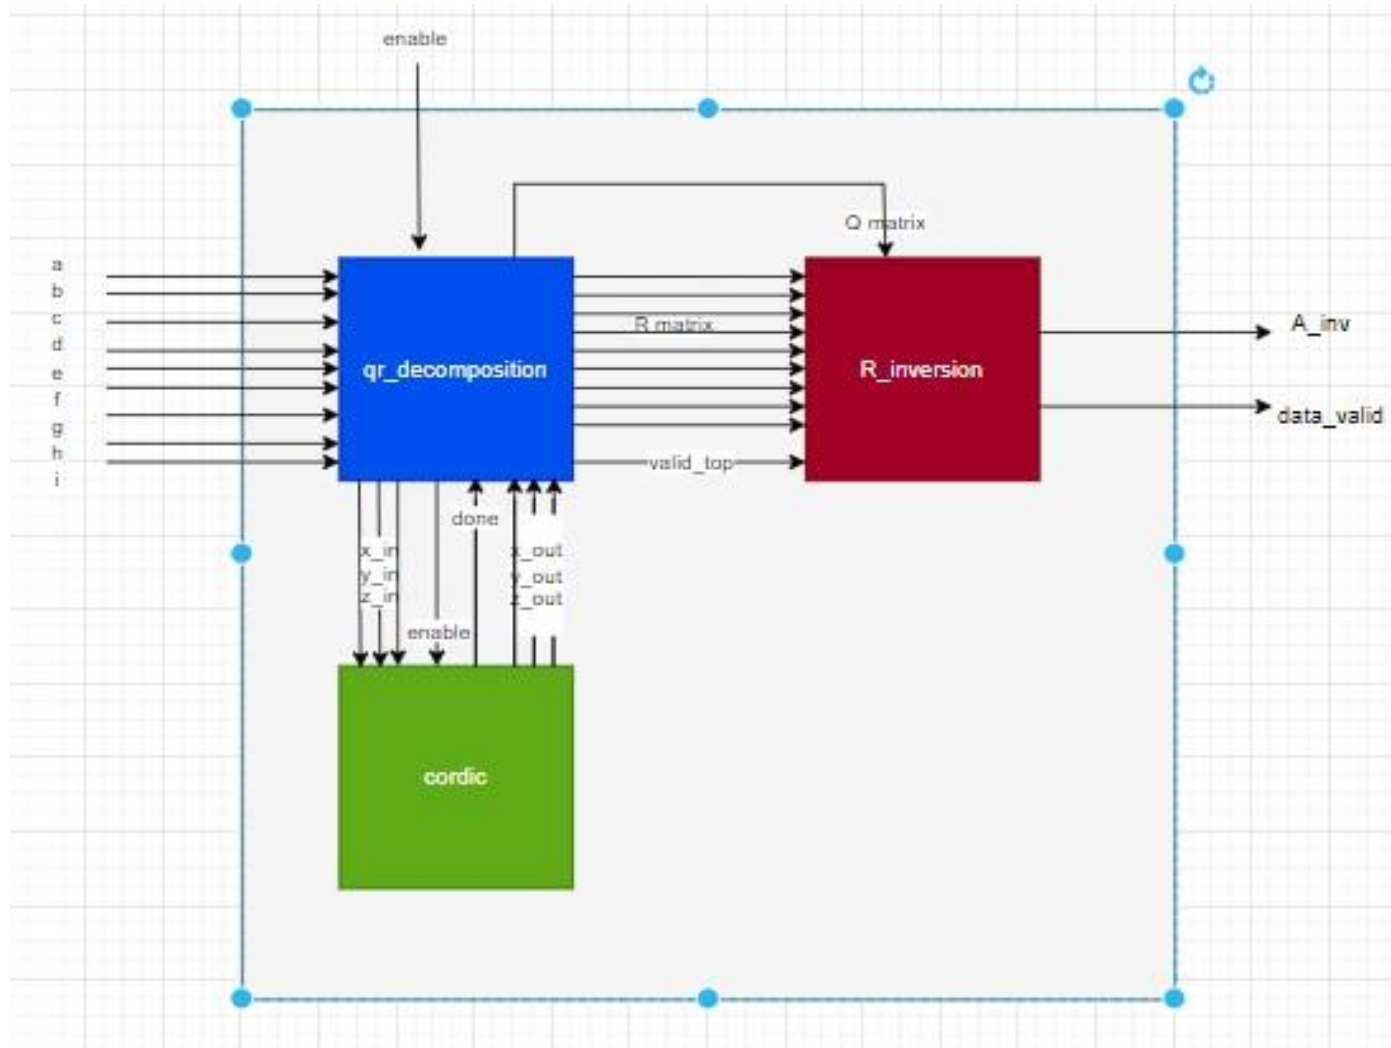 enable
Q matrix
a
b
c
d
e
f
g
h
i
R matrix
qr_decomposition
R_inversion
A_inv
data_valid
valid_top
done
x_in
y_in
z_in
x_out
y_out
z_out
enable
cordic